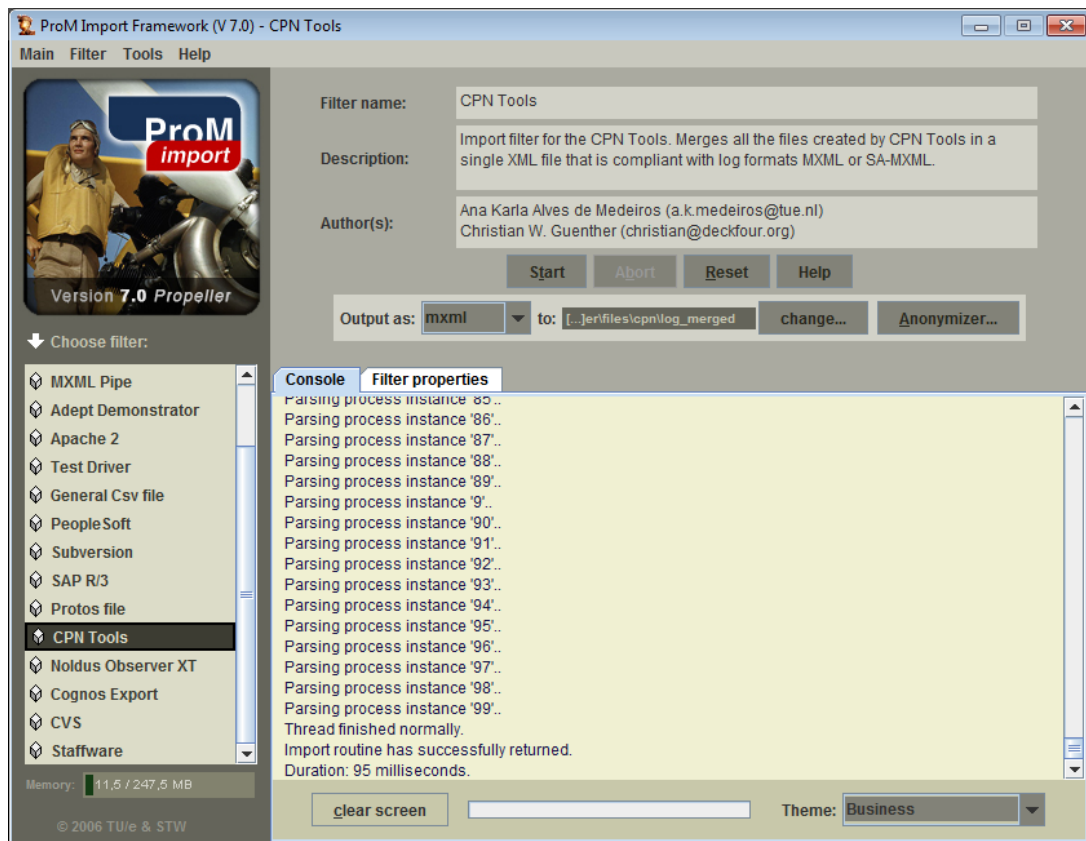 ProM Import Framework (V 7.0) - CPN Tools
Main Filter Tools Help
ProM
import
Version 7.0 Propeller
Choose filter:
MXML Pipe
Adept Demonstrator
Apache 2
Test Driver
General Csv file
PeopleSoft
Subversion
SAP R/3
Protos file
CPN Tools
Noldus Observer XT
Cognos Export
CVS
Staffware
Memory: 11,5 / 247,5 MB
© 2006 TU/e & STW
Filter name: CPN Tools
Description: Import filter for the CPN Tools. Merges all the files created by CPN Tools in a
single XML file that is compliant with log formats MXML or SA-MXML.
Author(s): Ana Karla Alves de Medeiros (a.k.medeiros@tue.nl)
Christian W. Guenther (christian@deckfour.org)
Start Abort Reset Help
Output as: mxml to: [...]er\files\cpn\log_merged change... Anonymizer...
Console Filter properties
Parsing process instance '85'..
Parsing process instance '86'..
Parsing process instance '87'..
Parsing process instance '88'..
Parsing process instance '89'..
Parsing process instance '9'..
Parsing process instance '90'..
Parsing process instance '91'..
Parsing process instance '92'..
Parsing process instance '93'..
Parsing process instance '94'..
Parsing process instance '95'..
Parsing process instance '96'..
Parsing process instance '97'..
Parsing process instance '98'..
Parsing process instance '99'..
Thread finished normally.
Import routine has successfully returned.
Duration: 95 milliseconds.
clear screen Theme: Business